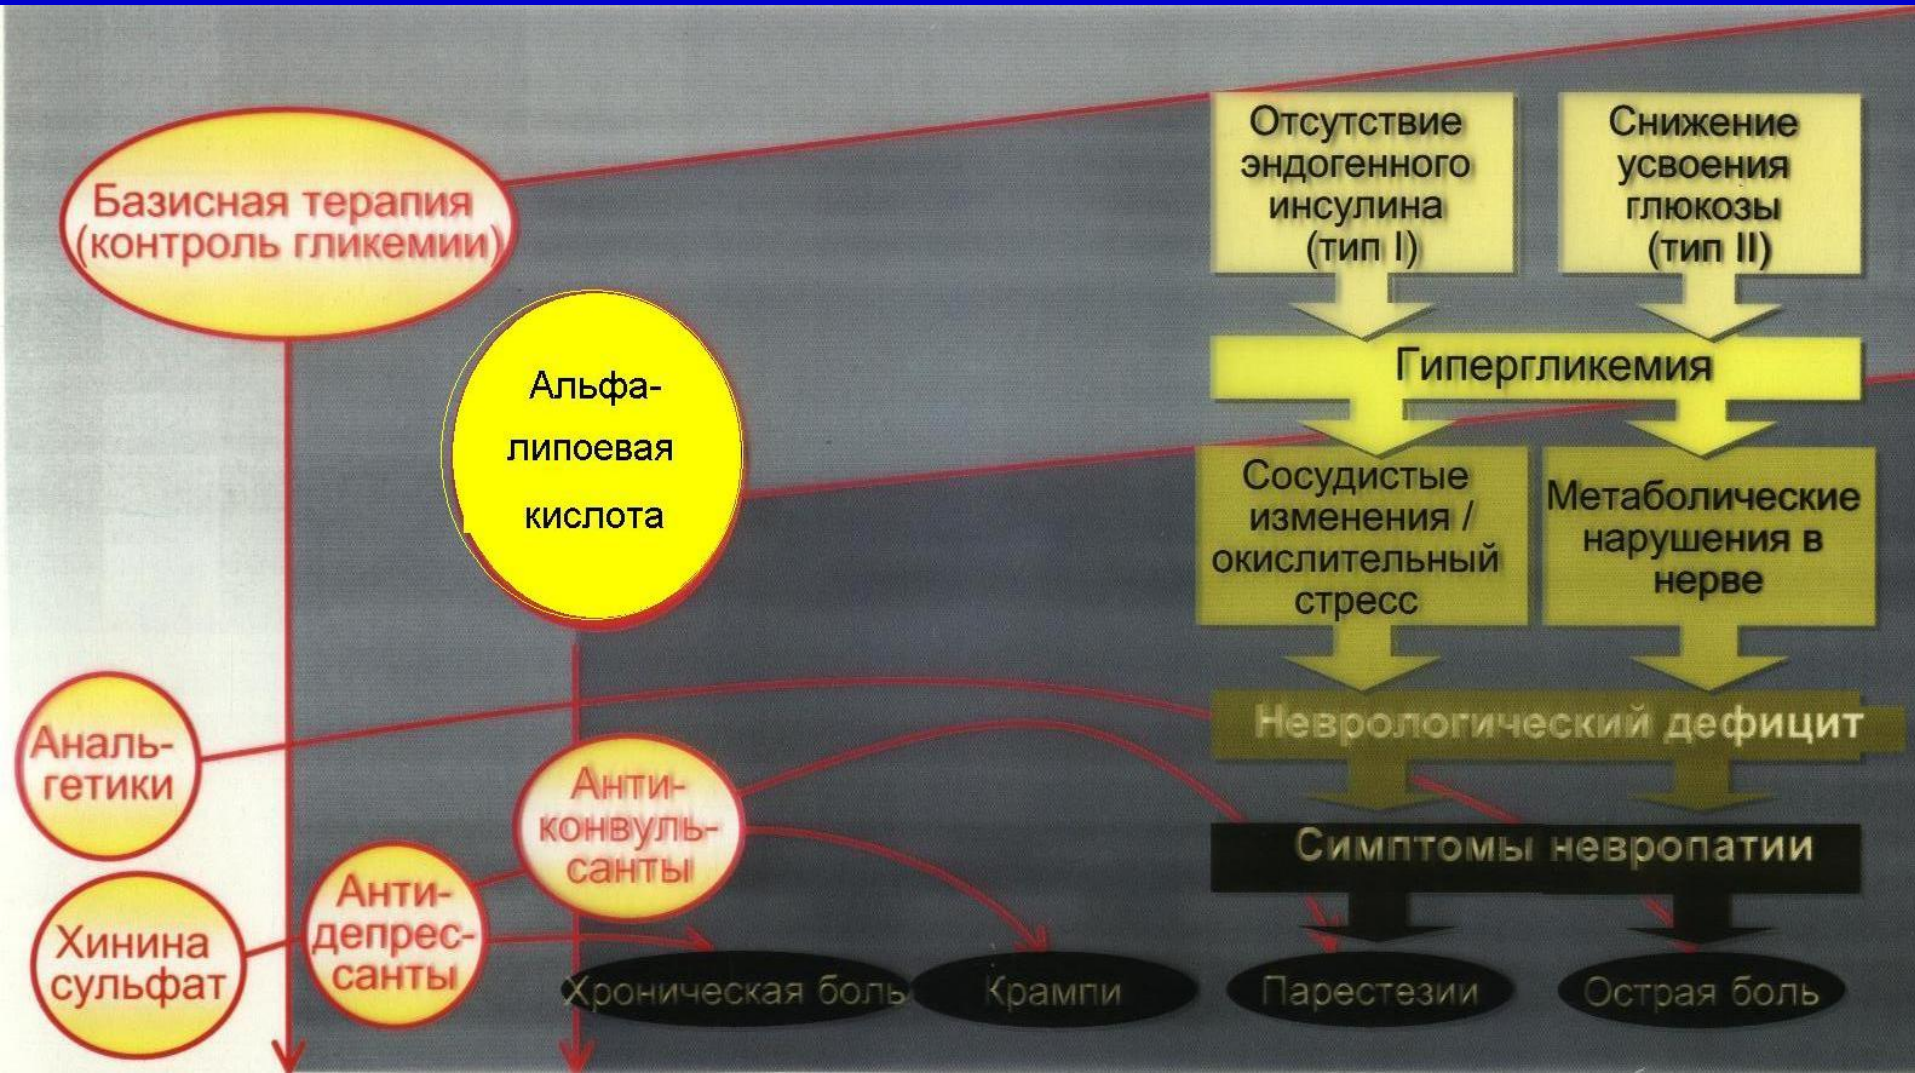 Базисная терапия
(контроль гликемии)
Альфа-
липоевая
кислота
Аналь-
гетики
Хинина
сульфат
Анти-
депрес-
санты
Анти-
конвуль-
санты
Отсутствие
эндогенного
инсулина
(тип I)
Снижение
усвоения
глюкозы
(тип II)
Гипергликемия
Сосудистые
изменения /
окислительный
стресс
Метаболические
нарушения в
нерве
Неврологический дефицит
Симптомы невропатии
Хроническая боль
Крампи
Парестезии
Острая боль